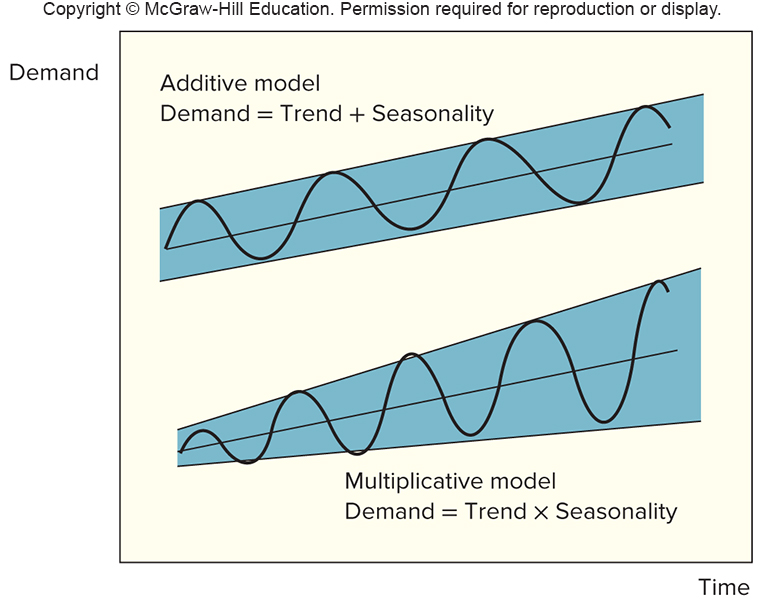 Copyright © McGraw-Hill Education. Permission required for reproduction or display.
Demand
Additive model
Demand = Trend + Seasonality
Multiplicative model
Demand = Trend × Seasonality
Time